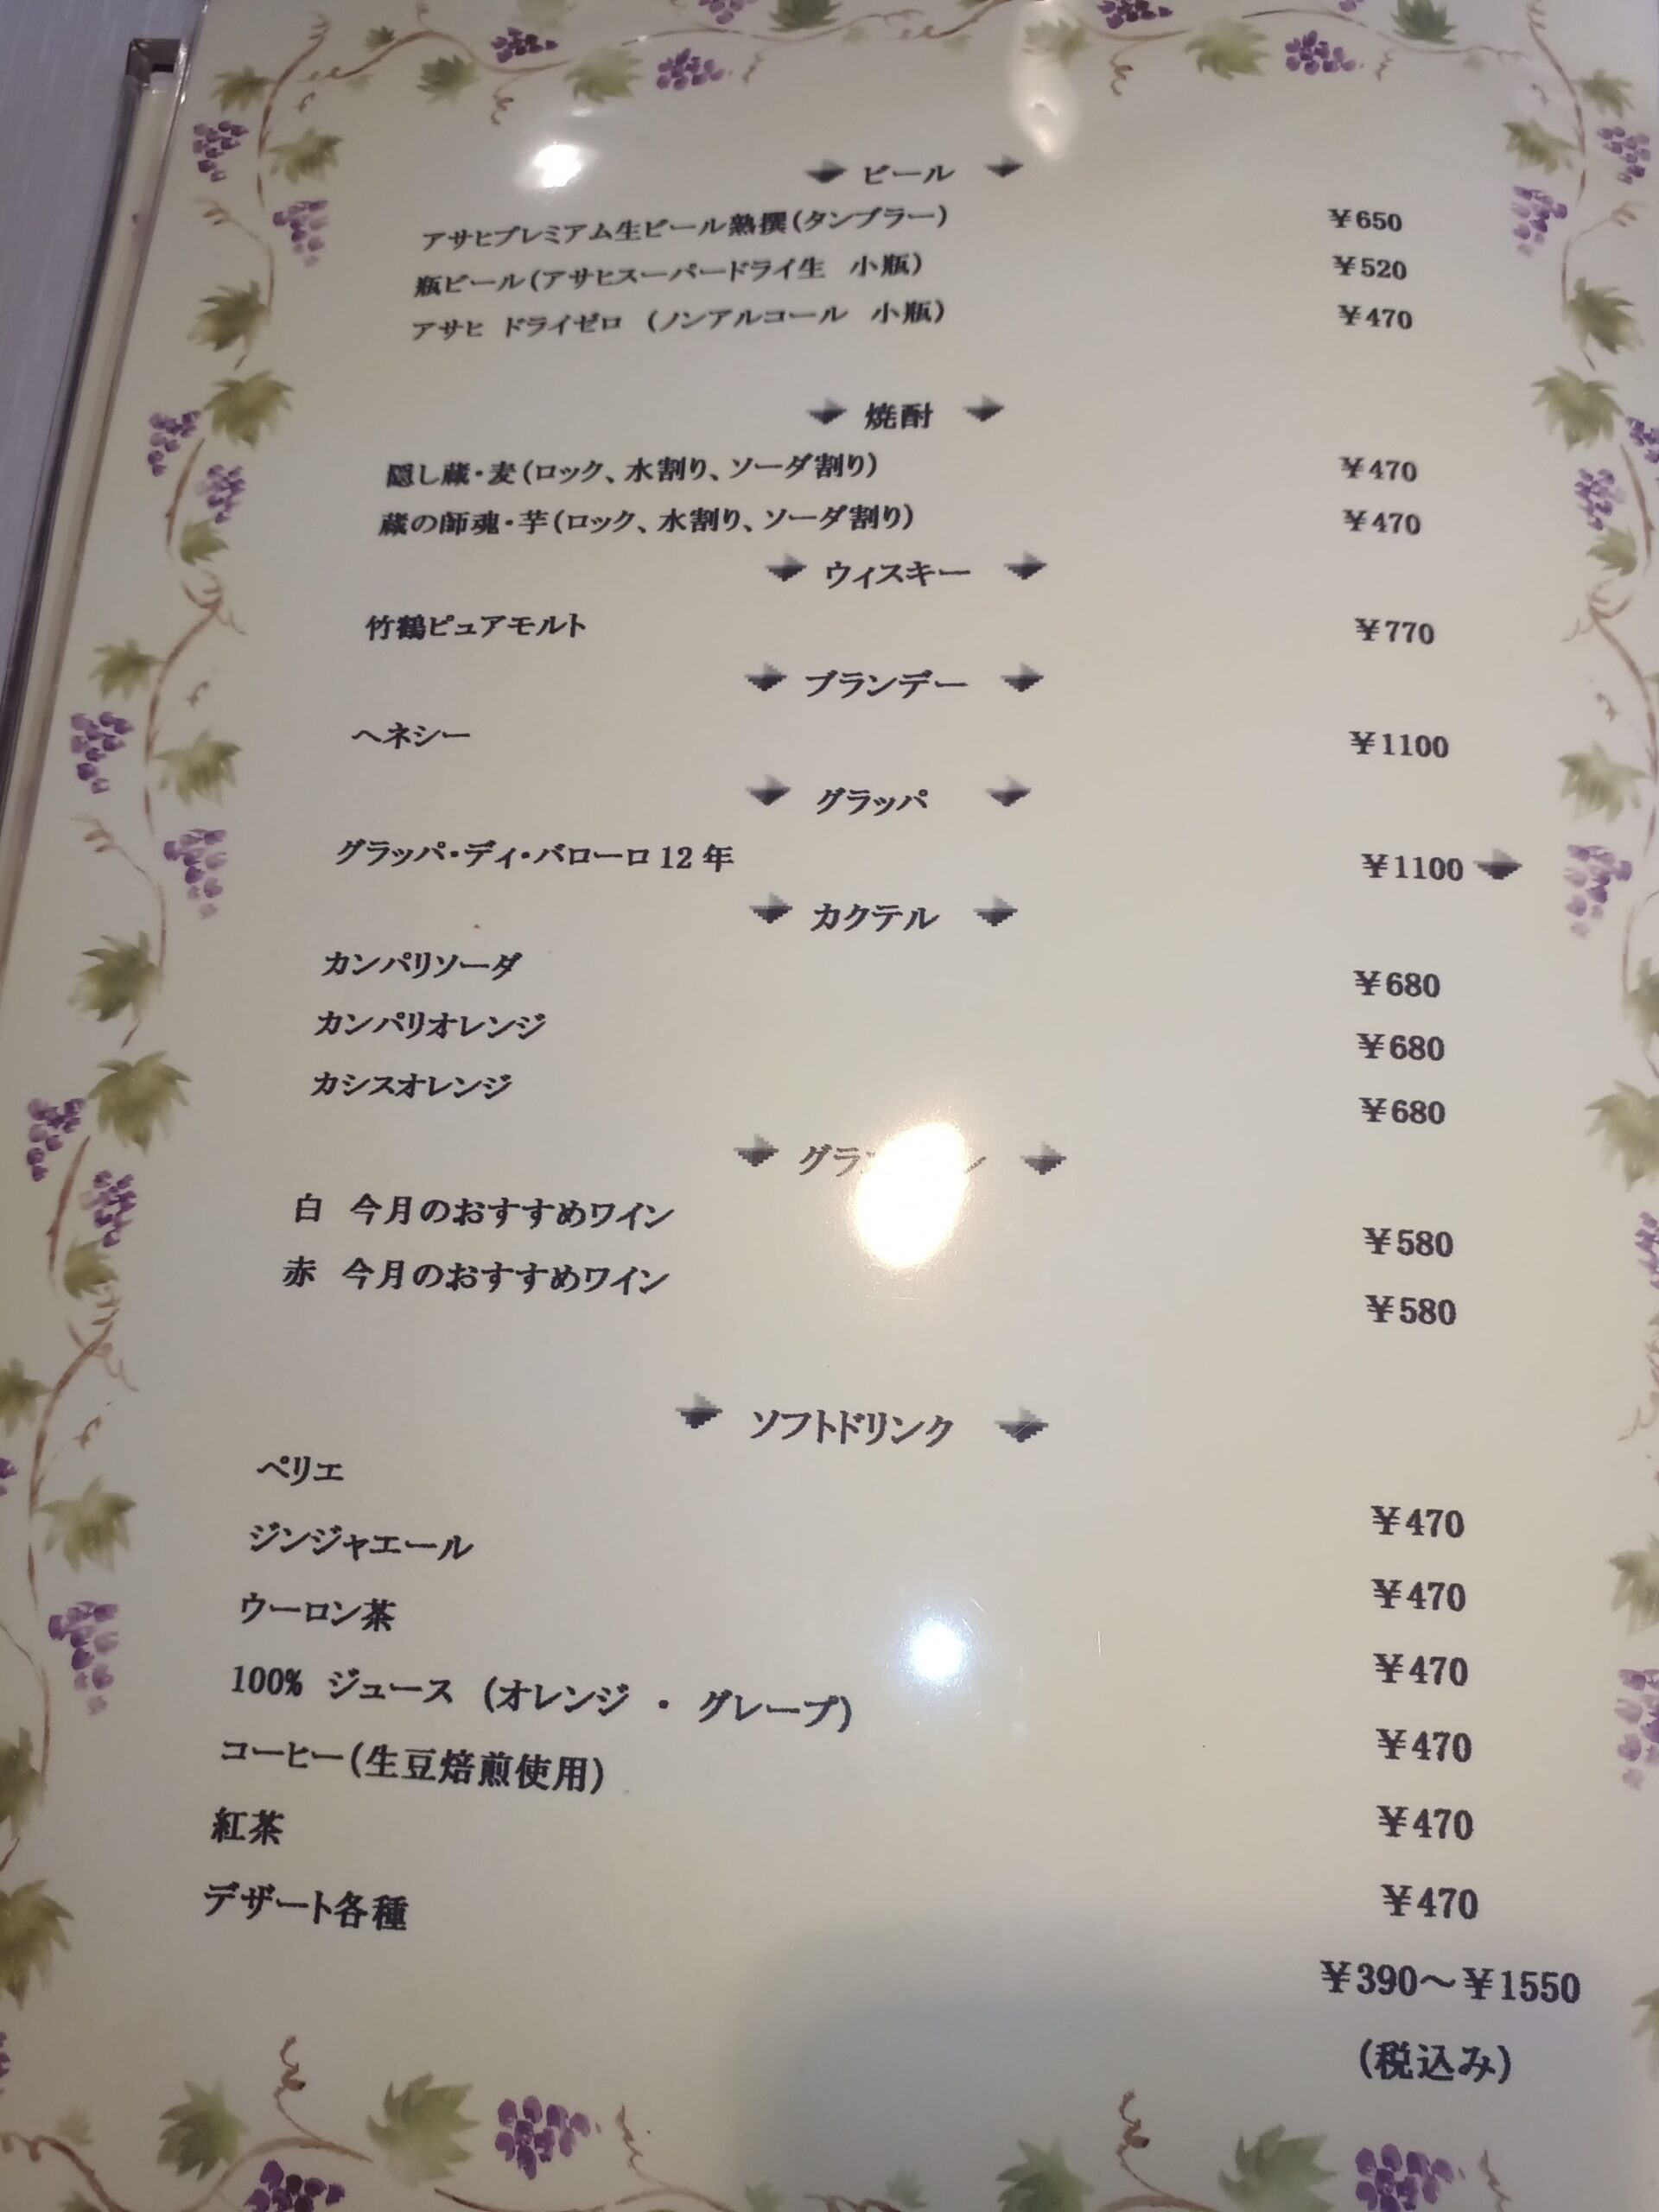 ビール
アサヒプレミアム生ビール熟撰(タンブラー) ¥650
瓶ビール(アサヒスーパードライ生 小瓶) ¥520
アサヒ ドライゼロ (ノンアルコール 小瓶) ¥470
焼酎
隠し蔵・麦(ロック、水割り、ソーダ割り) ¥470
蔵の師魂・芋(ロック、水割り、ソーダ割り) ¥470
ウィスキー
竹鶴ピュアモルト ¥770
ブランデー
ヘネシー ¥1100
グラッパ
グラッパ・ディ・バローロ12年 ¥1100
カクテル
カンパリソーダ ¥680
カンパリオレンジ ¥680
カシスオレンジ ¥680
白 今月のおすすめワイン ¥580
赤 今月のおすすめワイン ¥580
ソフトドリンク
ペリエ ¥470
ジンジャエール ¥470
ウーロン茶 ¥470
100% ジュース (オレンジ ・ グレープ) ¥470
コーヒー(生豆焙煎使用) ¥470
紅茶 ¥470
デザート各種 ¥390～¥1550
(税込み)